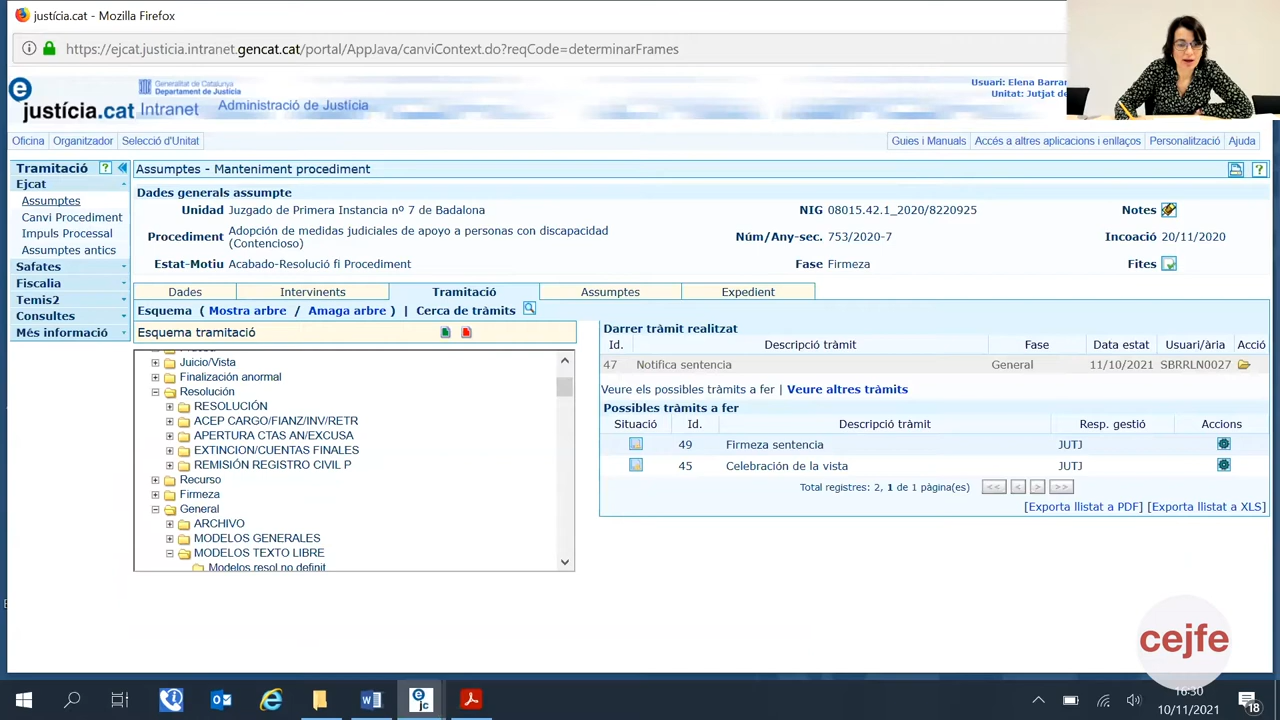 justícia.cat - Mozilla Firefox
https://ejcat.justicia.intranet.gencat.cat/portal/AppJava/canviContext.do?reqCode=determinarFrames
e
justícia.cat Intranet
Generalitat de Catalunya
Departament de Justícia
Administració de Justícia
Usuari: Elena Barran
Unitat: Jutjat de
Oficina Organitzador Selecció d'Unitat Guies i Manuals Accés a altres aplicacions i enllaços Personalització Ajuda
Tramitació ?
Ejcat
Assumptes
Canvi Procediment
Impuls Processal
Assumptes antics
Safates
Fiscalia
Temis2
Consultes
Més informació
Assumptes - Manteniment procediment ?
Dades generals assumpte
Unidad Juzgado de Primera Instancia nº 7 de Badalona NIG 08015.42.1_2020/8220925 Notes
Procediment Adopción de medidas judiciales de apoyo a personas con discapacidad
(Contencioso)
Núm/Any-sec. 753/2020-7 Incoació 20/11/2020
Estat-Motiu Acabado-Resolució fi Procediment Fase Firmeza Fites
Dades Intervinents Tramitació Assumptes Expedient
Esquema ( Mostra arbre / Amaga arbre ) | Cerca de tràmits
Esquema tramitació
Juicio/Vista
Finalización anormal
Resolución
RESOLUCIÓN
ACEP CARGO/FIANZ/INV/RETR
APERTURA CTAS AN/EXCUSA
EXTINCION/CUENTAS FINALES
REMISIÓN REGISTRO CIVIL P
Recurso
Firmeza
General
ARCHIVO
MODELOS GENERALES
MODELOS TEXTO LIBRE
Modelos resol no definit
Darrer tràmit realitzat
Id. Descripció tràmit Fase Data estat Usuari/ària Acció
47 Notifica sentencia General 11/10/2021 SBRRLN0027
Veure els possibles tràmits a fer | Veure altres tràmits
Possibles tràmits a fer
Situació Id. Descripció tràmit Resp. gestió Accions
49 Firmeza sentencia JUTJ
45 Celebración de la vista JUTJ
Total registres: 2, 1 de 1 pàgina(es) << < > >>
[Exporta llistat a PDF] [Exporta llistat a XLS]
cejfe
16:30
10/11/2021
18